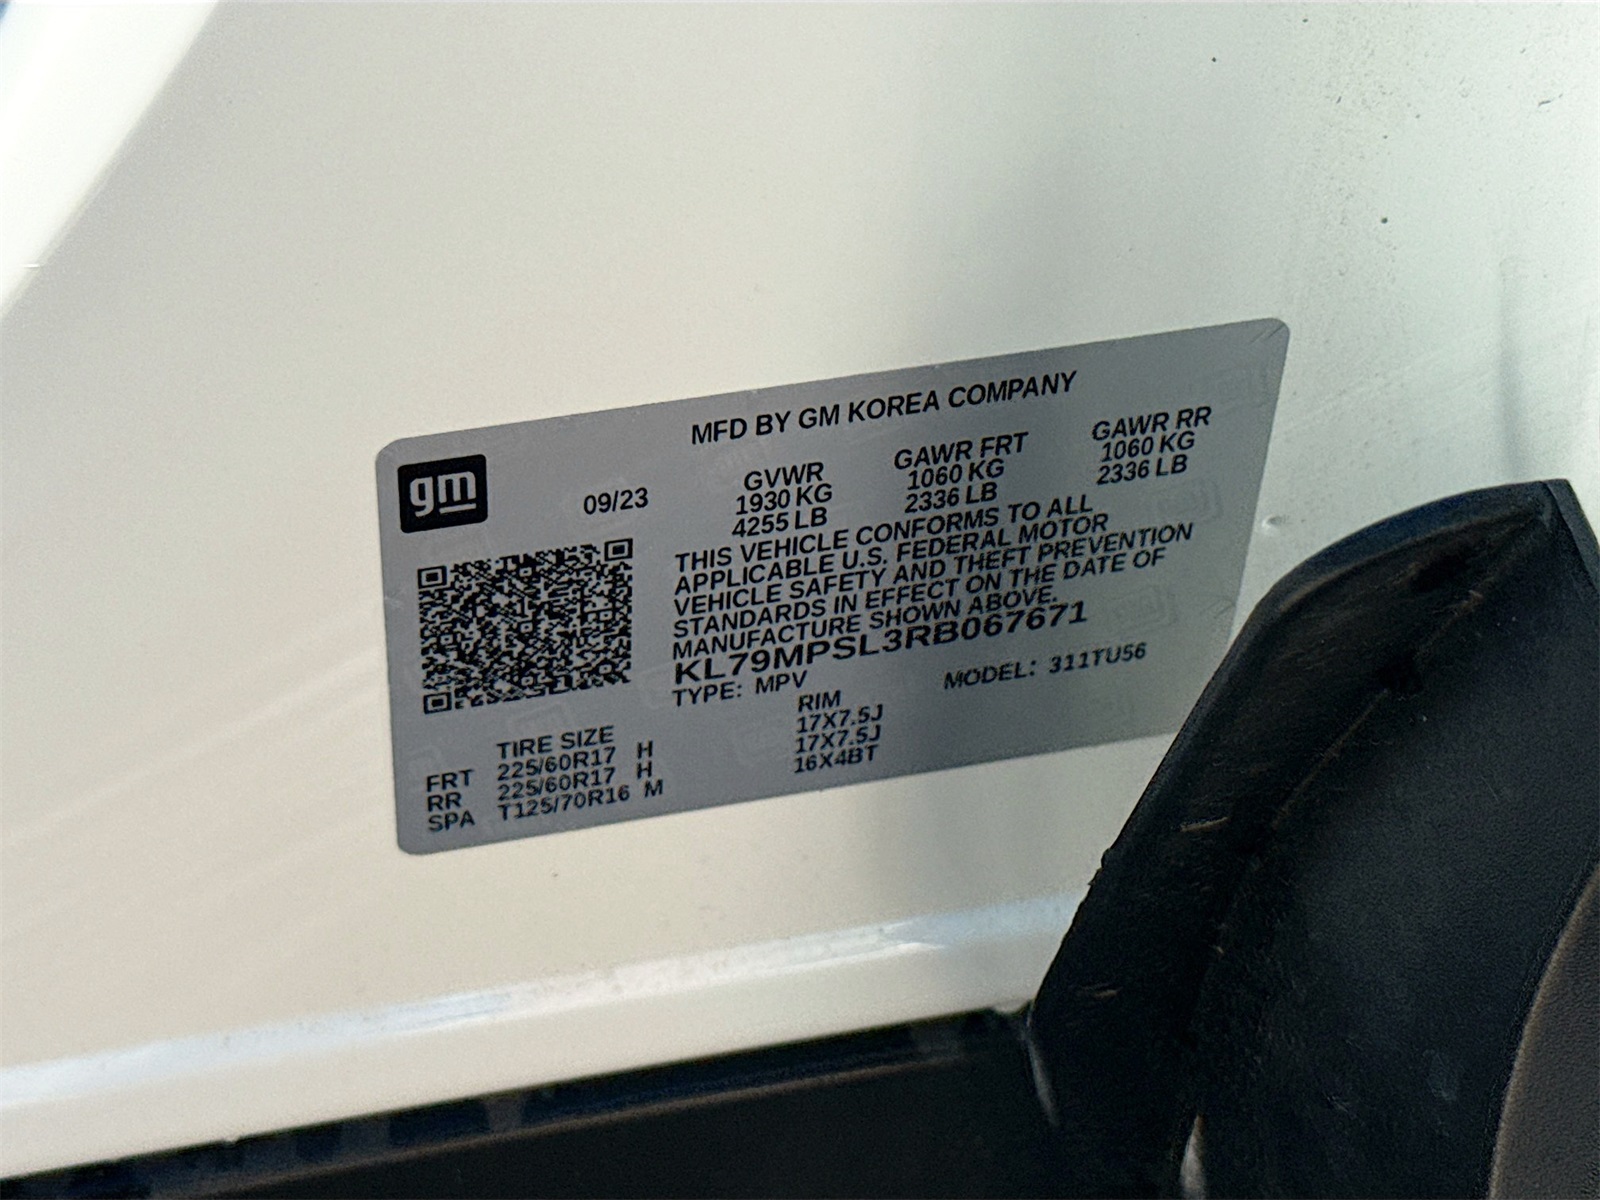 MFD BY GM KOREA COMPANY
gm
09/23
GVWR GAWR FRT GAWR RR
1930 KG 1060 KG 1060 KG
4255 LB 2336 LB 2336 LB
THIS VEHICLE CONFORMS TO ALL
APPLICABLE U.S. FEDERAL MOTOR
VEHICLE SAFETY AND THEFT PREVENTION
STANDARDS IN EFFECT ON THE DATE OF
MANUFACTURE SHOWN ABOVE.
KL79MPSL3RB067671
TYPE: MPV MODEL: 311TU56
TIRE SIZE RIM
FRT 225/60R17 H 17X7.5J
RR 225/60R17 H 17X7.5J
SPA T125/70R16 M 16X4BT